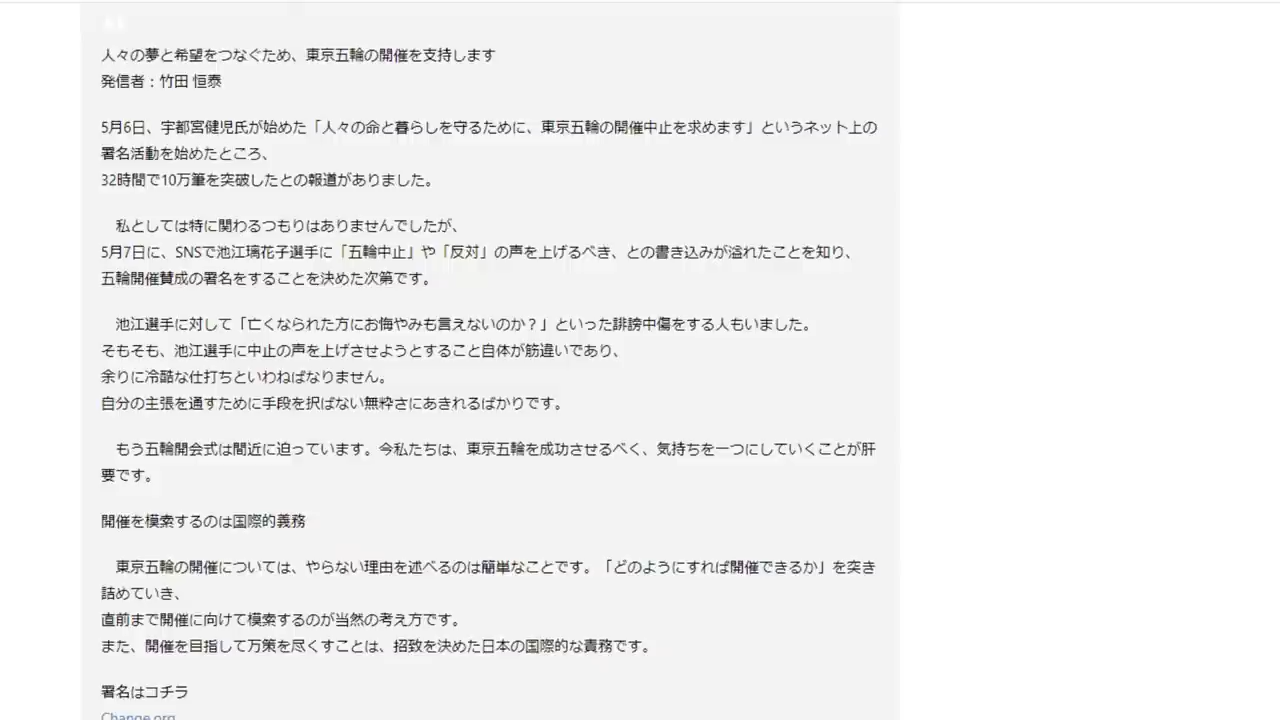 人々の夢と希望をつなぐため、東京五輪の開催を支持します
発信者：竹田 恒泰
5月6日、宇都宮健児氏が始めた「人々の命と暮らしを守るために、東京五輪の開催中止を求めます」というネット上の
署名活動を始めたところ、
32時間で10万筆を突破したとの報道がありました。
　私としては特に関わるつもりはありませんでしたが、
5月7日に、SNSで池江璃花子選手に「五輪中止」や「反対」の声を上げるべき、との書き込みが溢れたことを知り、
五輪開催賛成の署名をすることを決めた次第です。
　池江選手に対して「亡くなられた方にお悔やみも言えないのか？」といった誹謗中傷をする人もいました。
そもそも、池江選手に中止の声を上げさせようとすること自体が筋違いであり、
余りに冷酷な仕打ちといわねばなりません。
自分の主張を通すために手段を択ばない無粋さにあきれるばかりです。
　もう五輪開会式は間近に迫っています。今私たちは、東京五輪を成功させるべく、気持ちを一つにしていくことが肝
要です。
開催を模索するのは国際的義務
　東京五輪の開催については、やらない理由を述べるのは簡単なことです。「どのようにすれば開催できるか」を突き
詰めていき、
直前まで開催に向けて模索するのが当然の考え方です。
また、開催を目指して万策を尽くすことは、招致を決めた日本の国際的な責務です。
署名はコチラ
Change.org